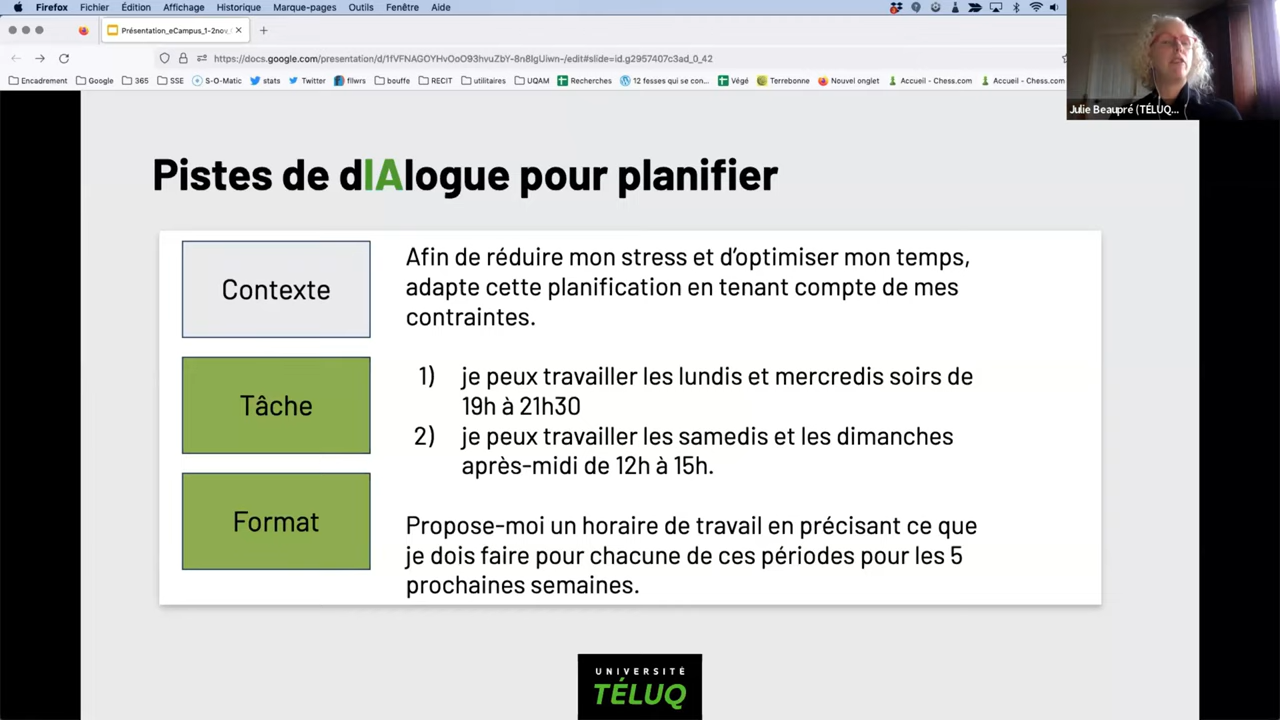 Firefox Fichier Édition Affichage Historique Marque-pages Outils Fenêtre Aide
Présentation_eCampus_1-2nov_
https://docs.google.com/presentation/d/1fVFNAGOYHvOoO93hvuZbY-8n8IgUiwn-/edit#slide=id.g2957407c3ad_0_42
Encadrement Google 365 SSE S-O-Matic stats Twitter fllwrs bouffe RECIT utilitaires UQAM Recherches 12 fesses qui se con... Végé Terrebonne Nouvel onglet Accueil - Chess.com Accueil - Chess.com
Julie Beaupré (TÉLUQ...
Pistes de dIAlogue pour planifier
Contexte
Afin de réduire mon stress et d'optimiser mon temps,
adapte cette planification en tenant compte de mes
contraintes.
Tâche
1) je peux travailler les lundis et mercredis soirs de
19h à 21h30
2) je peux travailler les samedis et les dimanches
après-midi de 12h à 15h.
Format
Propose-moi un horaire de travail en précisant ce que
je dois faire pour chacune de ces périodes pour les 5
prochaines semaines.
UNIVERSITÉ
TÉLUQ